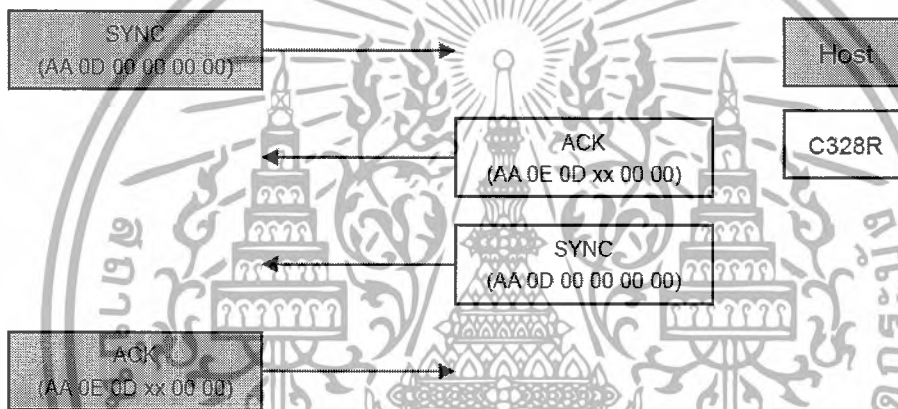 SYNC
(AA 0D 00 00 00 00)
Host
ACK
(AA 0E 0D xx 00 00)
C328R
SYNC
(AA 0D 00 00 00 00)
ACK
(AA 0E 0D xx 00 00)